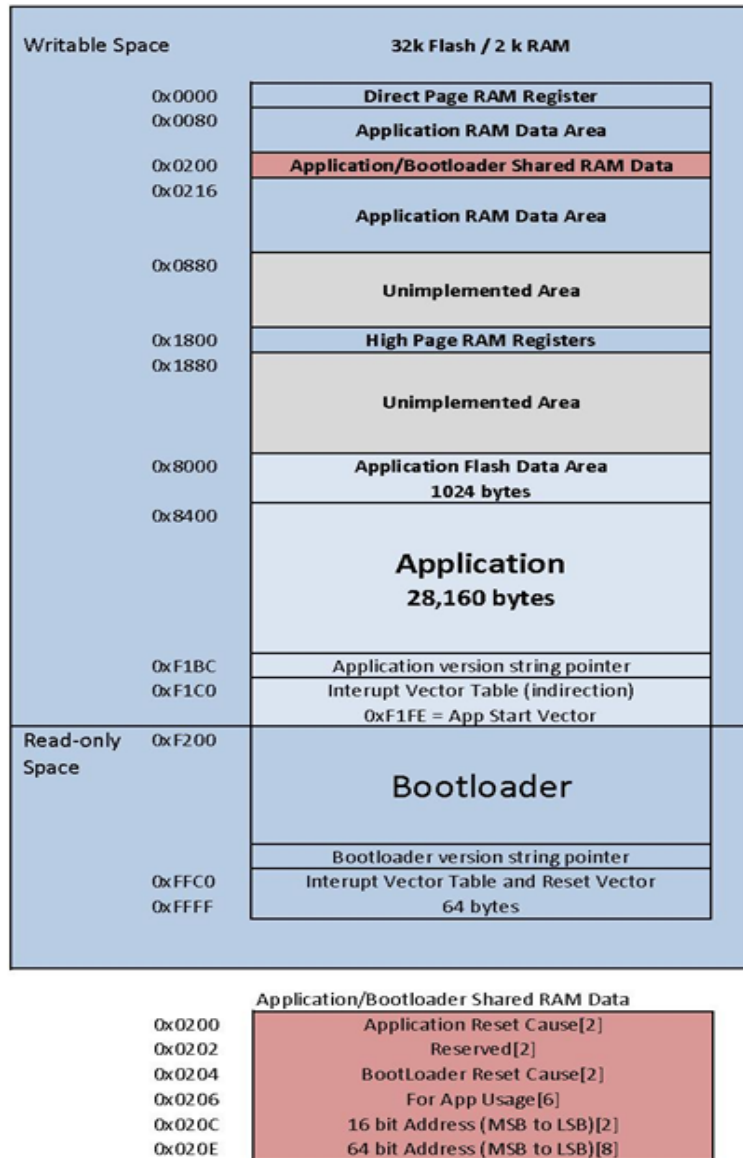 Writable Space 32k Flash / 2 k RAM
0x0000 Direct Page RAM Register
0x0080 Application RAM Data Area
0x0200 Application/Bootloader Shared RAM Data
0x0216 Application RAM Data Area
0x0880 Unimplemented Area
0x1800 High Page RAM Registers
0x1880 Unimplemented Area
0x8000 Application Flash Data Area
1024 bytes
0x8400 Application
28,160 bytes
0xF1BC Application version string pointer
0xF1C0 Interupt Vector Table (indirection)
0xF1FE = App Start Vector
Read-only 0xF200
Space
Bootloader
Bootloader version string pointer
0xFFC0 Interupt Vector Table and Reset Vector
0xFFFF 64 bytes
Application/Bootloader Shared RAM Data
0x0200 Application Reset Cause[2]
0x0202 Reserved[2]
0x0204 BootLoader Reset Cause[2]
0x0206 For App Usage[6]
0x020C 16 bit Address (MSB to LSB)[2]
0x020E 64 bit Address (MSB to LSB)[8]